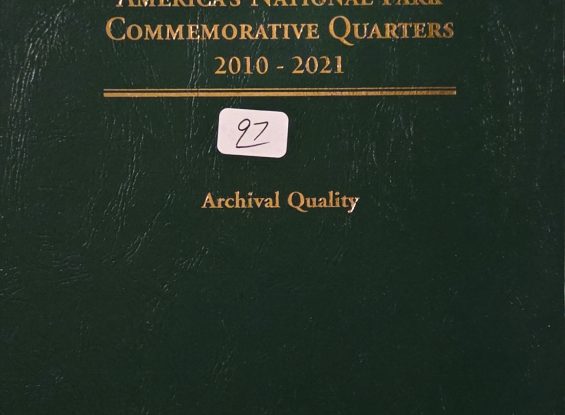 AMERICA'S NATIONAL PARK
COMMEMORATIVE QUARTERS
2010 - 2021
97
Archival Quality